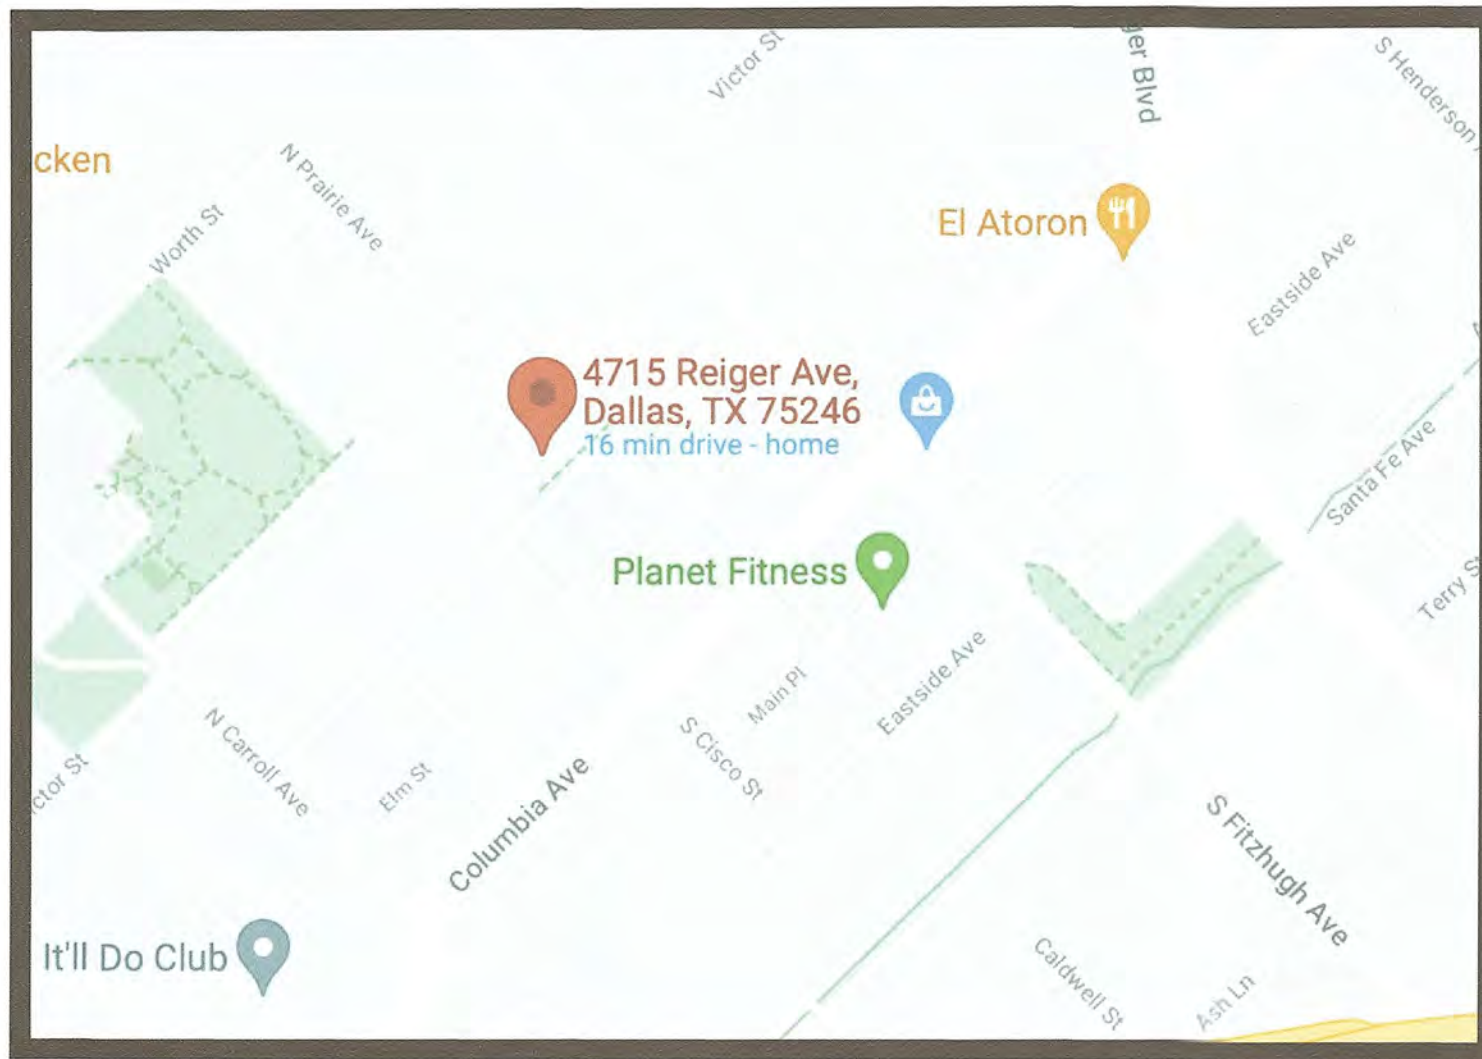 Victor St
ger Blvd
S Henderson
cken
N Prairie Ave
Worth St
El Atoron
Eastside Ave
4715 Reiger Ave,
Dallas, TX 75246
16 min drive - home
Santa Fe Ave
Planet Fitness
Terry S
Eastside Ave
Main Pl
S Cisco St
N Carroll Ave
ctor St
Elm St
Columbia Ave
S Fitzhugh Ave
It'll Do Club
Caldwell St
Ash Ln